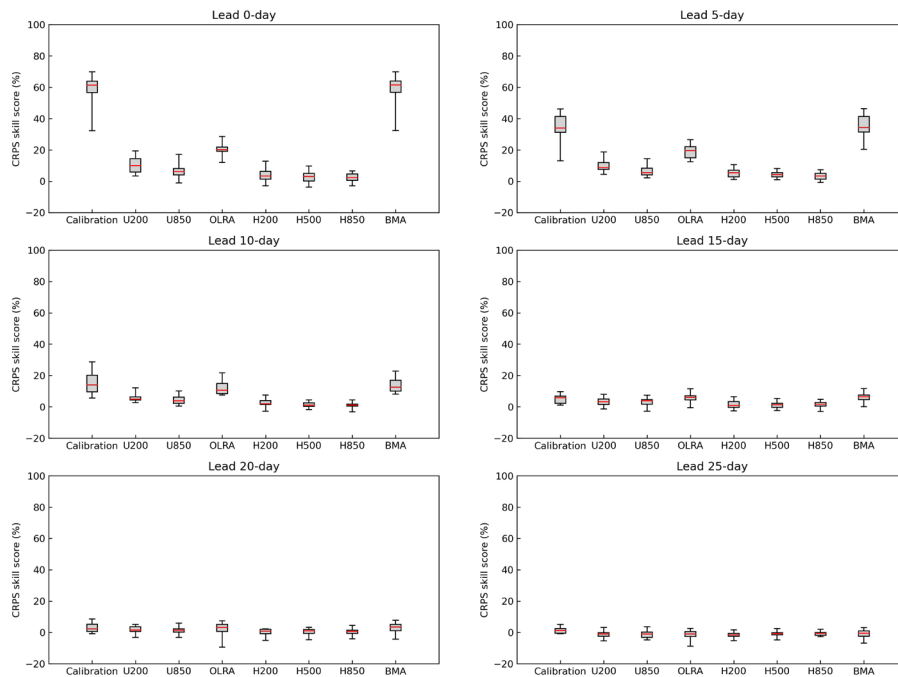 Lead 0-day
CRPS skill score (%)
100
80
60
40
20
0
−20
Calibration U200 U850 OLRA H200 H500 H850 BMA
Lead 5-day
CRPS skill score (%)
100
80
60
40
20
0
−20
Calibration U200 U850 OLRA H200 H500 H850 BMA
Lead 10-day
CRPS skill score (%)
100
80
60
40
20
0
−20
Calibration U200 U850 OLRA H200 H500 H850 BMA
Lead 15-day
CRPS skill score (%)
100
80
60
40
20
0
−20
Calibration U200 U850 OLRA H200 H500 H850 BMA
Lead 20-day
CRPS skill score (%)
100
80
60
40
20
0
−20
Calibration U200 U850 OLRA H200 H500 H850 BMA
Lead 25-day
CRPS skill score (%)
100
80
60
40
20
0
−20
Calibration U200 U850 OLRA H200 H500 H850 BMA